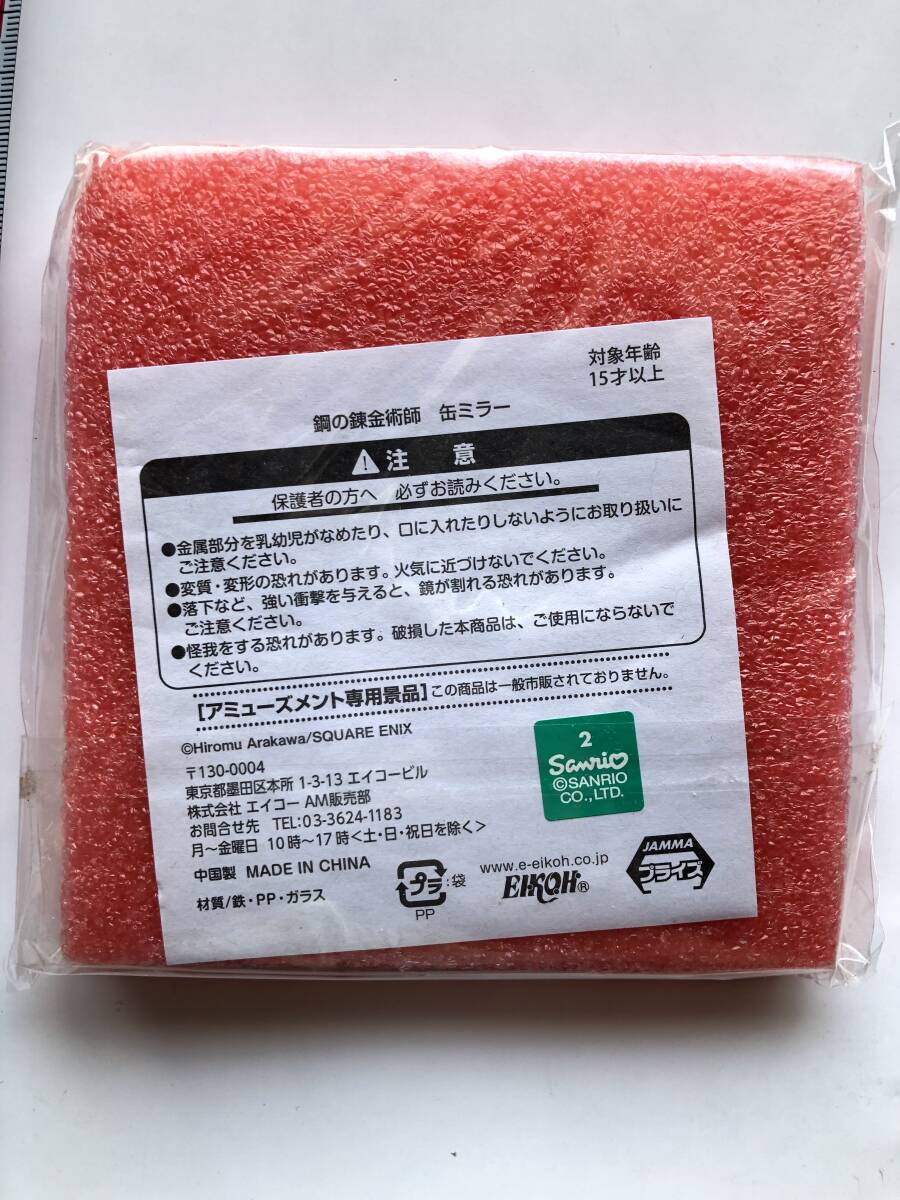 対象年齢
15才以上
鋼の錬金術師　缶ミラー
注　意
保護者の方へ　必ずお読みください。
●金属部分を乳幼児がなめたり、口に入れたりしないようにお取り扱いに
ご注意ください。
●変質・変形の恐れがあります。火気に近づけないでください。
●落下など、強い衝撃を与えると、鏡が割れる恐れがあります。
ご注意ください。
●怪我をする恐れがあります。破損した本商品は、ご使用にならないで
ください。
[アミューズメント専用景品]この商品は一般市販されておりません。
©Hiromu Arakawa/SQUARE ENIX
〒130-0004
東京都墨田区本所 1-3-13 エイコービル
株式会社 エイコー AM販売部
お問合せ先　TEL:03-3624-1183
月～金曜日 10時～17時<土・日・祝日を除く>
中国製 MADE IN CHINA
材質/鉄・PP・ガラス
2
Sanrio
©SANRIO
CO.,LTD.
プラ:袋
PP
www.e-eikoh.co.jp
EIKOH®
JAMMA
プライズ